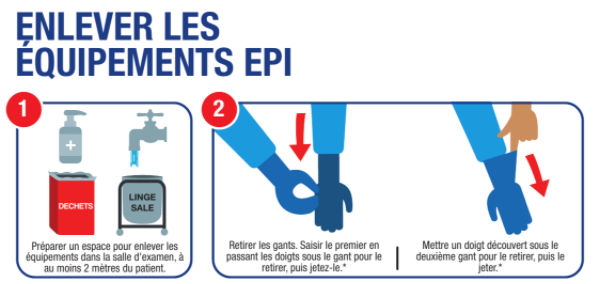 ENLEVER LES
ÉQUIPEMENTS EPI
1
DECHETS
LINGE
SALE
Préparer un espace pour enlever les
équipements dans la salle d'examen, à
au moins 2 mètres du patient.
2
Retirer les gants. Saisir le premier en
passant les doigts sous le gant pour le
retirer, puis jetez-le.*
Mettre un doigt découvert sous le
deuxième gant pour le retirer, puis le
jeter.*